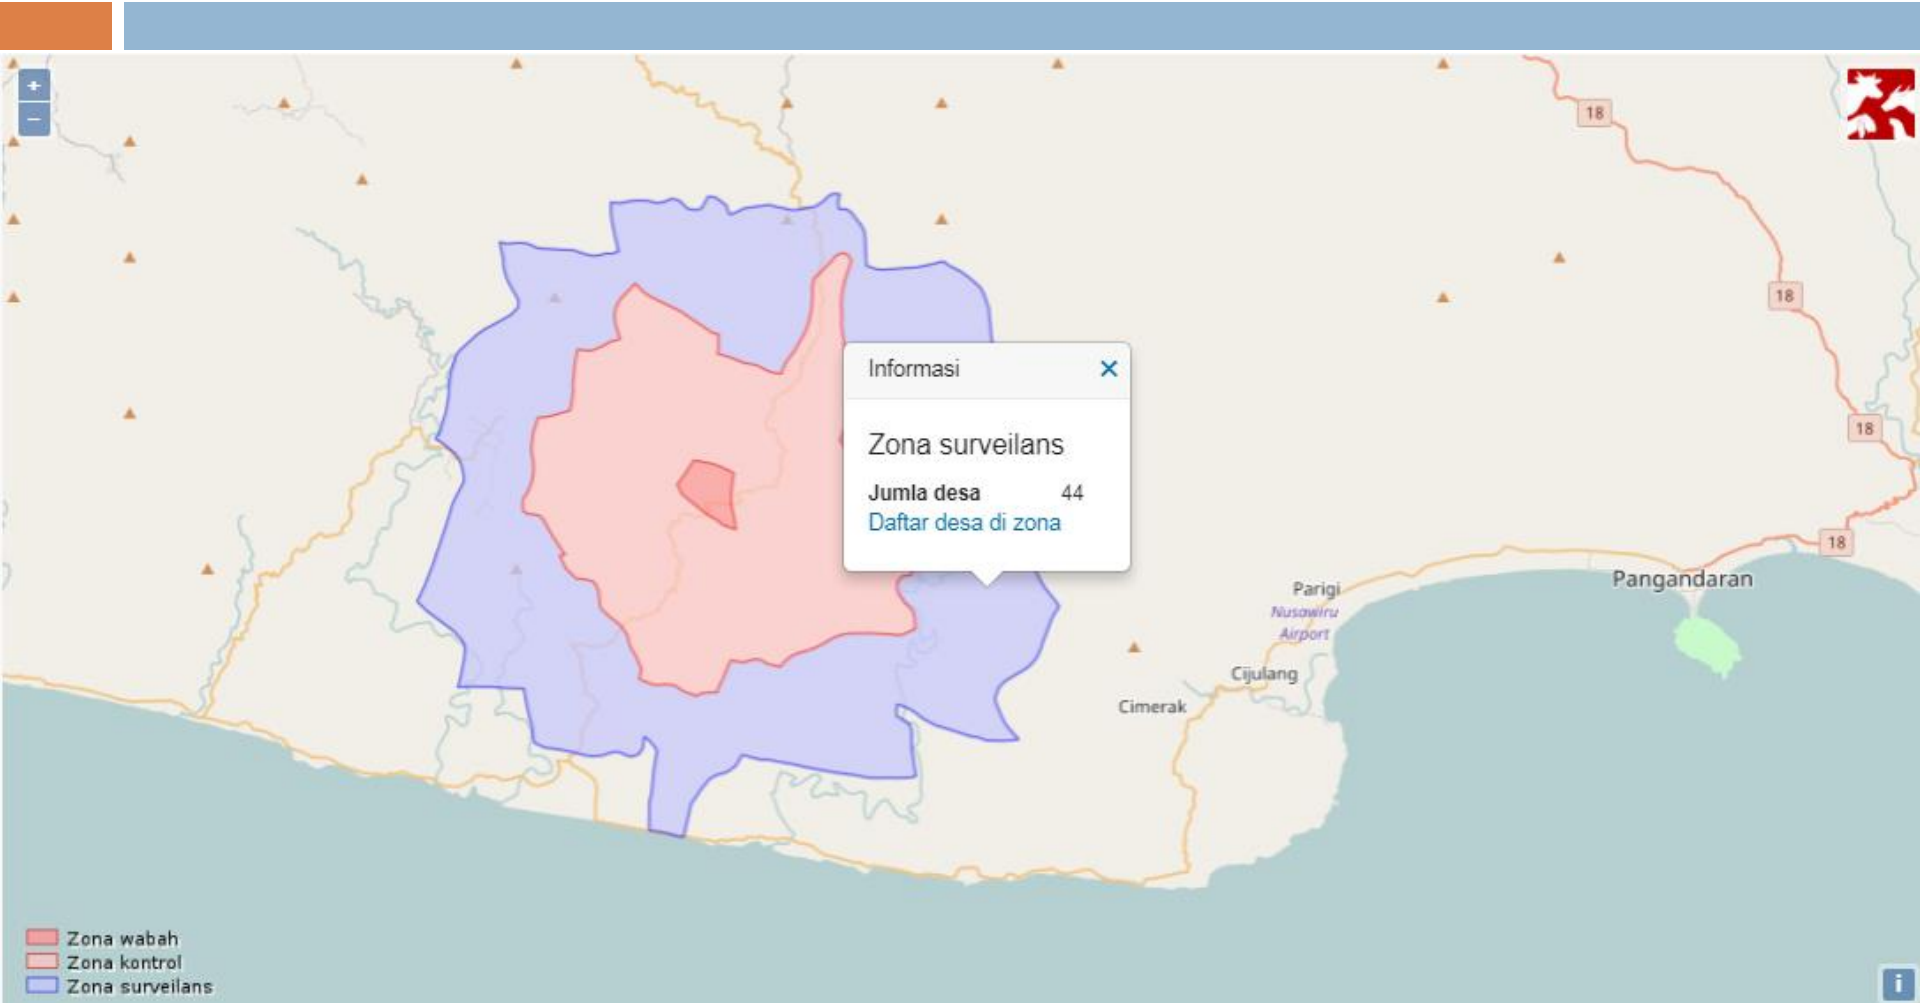 +
−
18
18
Informasi ×
Zona surveilans
18
Jumla desa 44
Daftar desa di zona
18
Pangandaran
Parigi
Nusawiru
Airport
Cijulang
Cimerak
Zona wabah
Zona kontrol
Zona surveilans
i